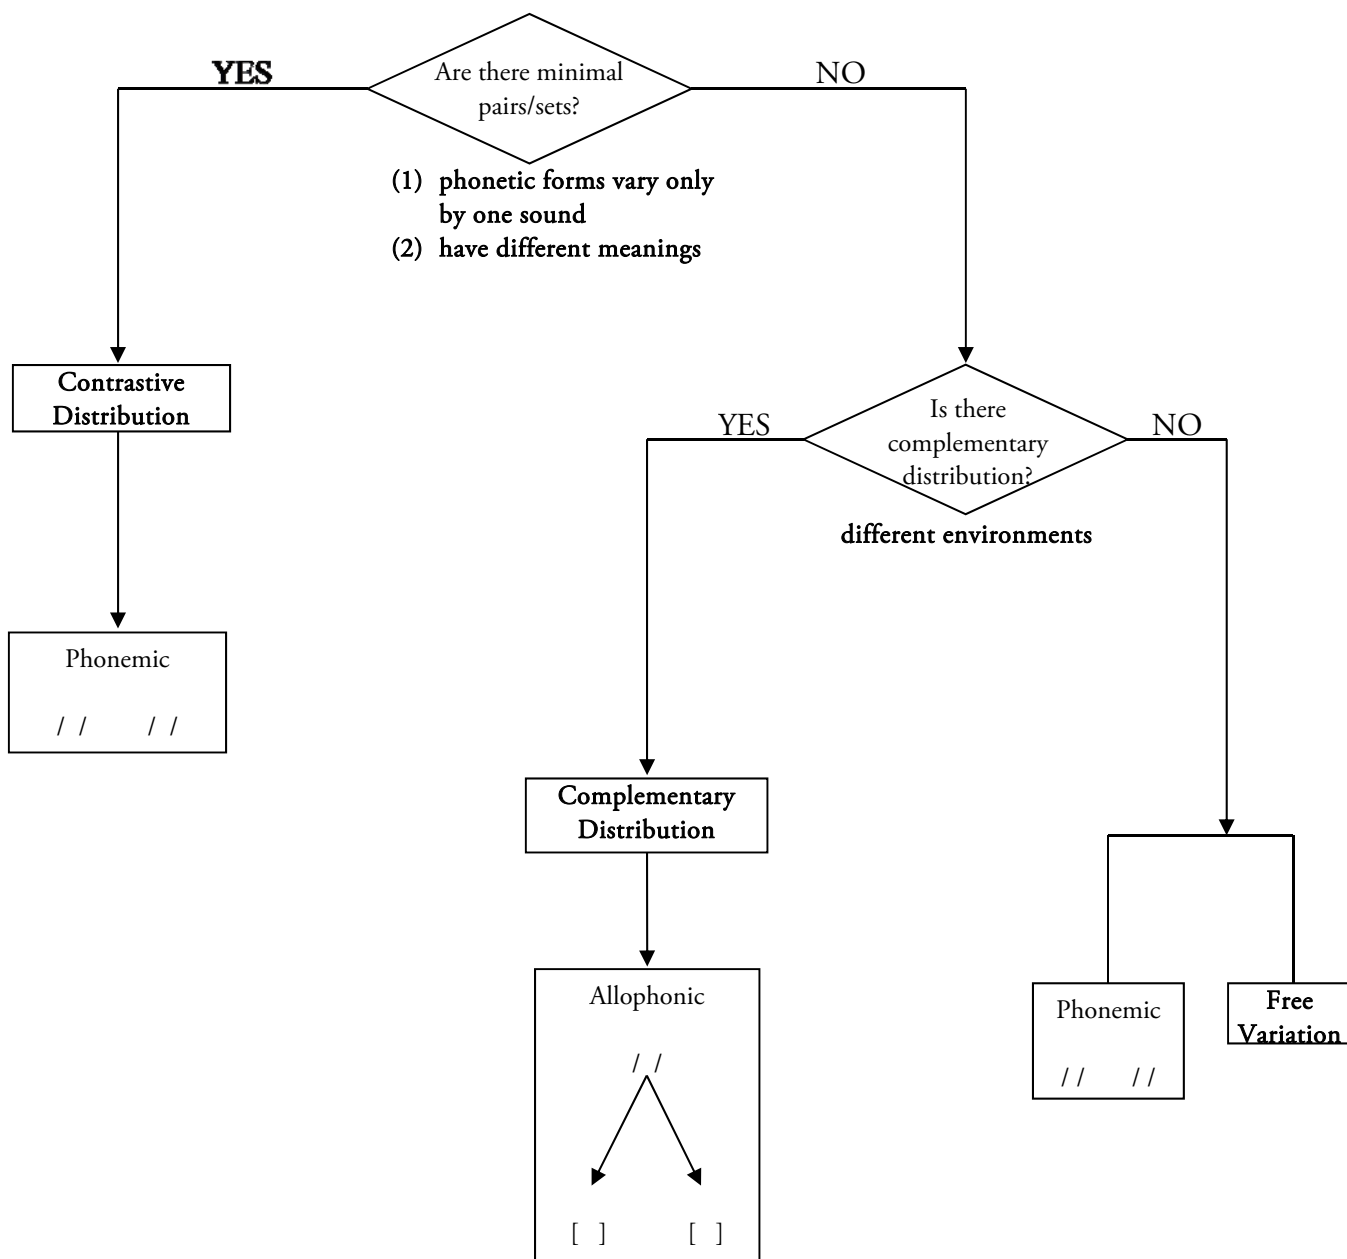 YES
Are there minimal
pairs/sets?
NO
(1) phonetic forms vary only
by one sound
(2) have different meanings
Contrastive
Distribution
Phonemic
/ / / /
YES
Is there
complementary
distribution?
NO
different environments
Complementary
Distribution
Allophonic
/ /
[ ] [ ]
Phonemic
/ / / /
Free
Variation